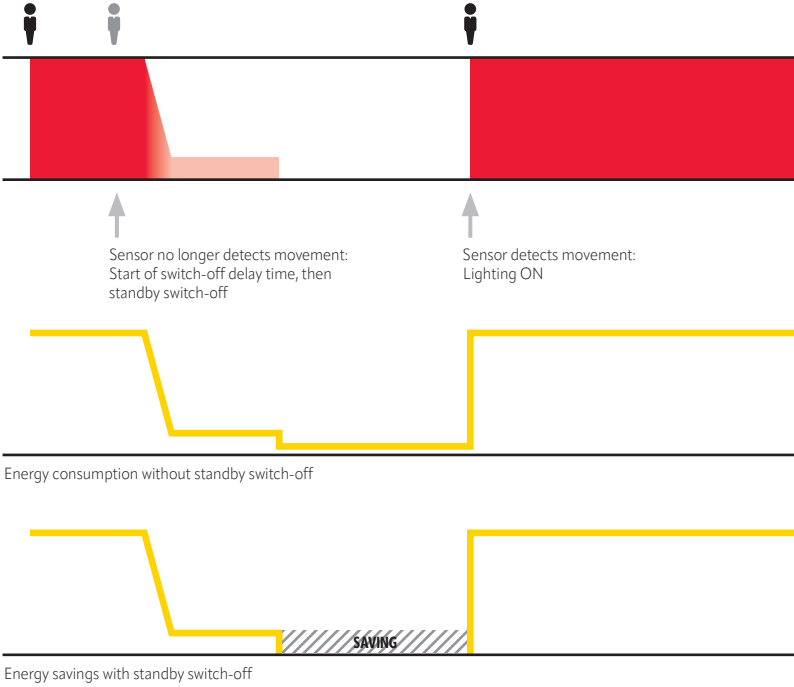 Sensor no longer detects movement:
Start of switch-off delay time, then
standby switch-off
Sensor detects movement:
Lighting ON
Energy consumption without standby switch-off
SAVING
Energy savings with standby switch-off